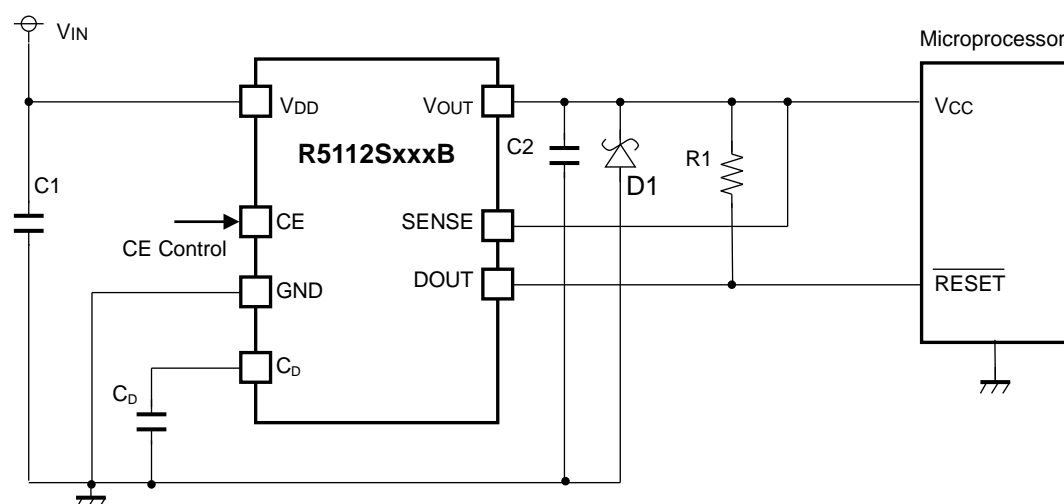 VIN
Microprocessor
VDD
VOUT
VCC
R5112SxxxB
C2
R1
D1
C1
CE
SENSE
CE Control
GND
DOUT
RESET
CD
CD